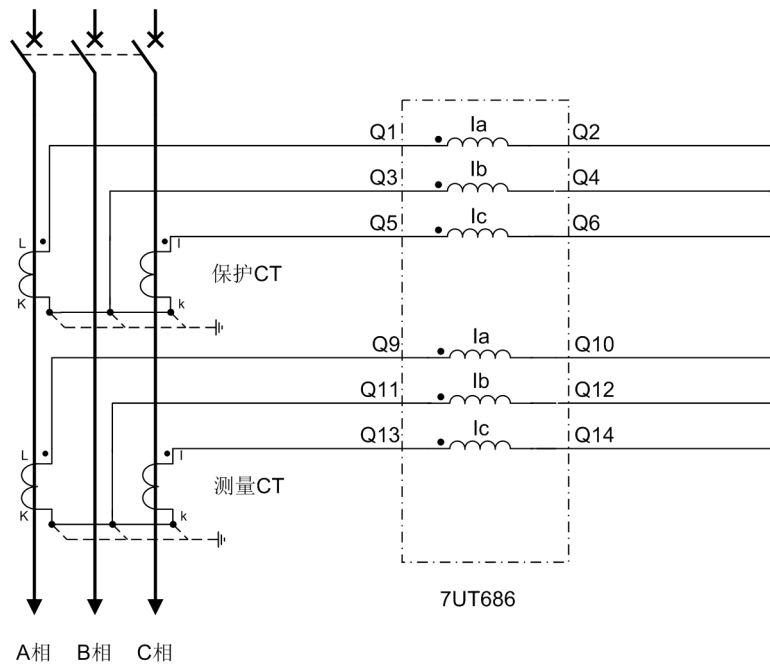 Q1 Ia Q2
Q3 Ib Q4
Q5 Ic Q6
L l
保护CT
K k
Q9 Ia Q10
Q11 Ib Q12
Q13 Ic Q14
L l
测量CT
K k
7UT686
A相 B相 C相